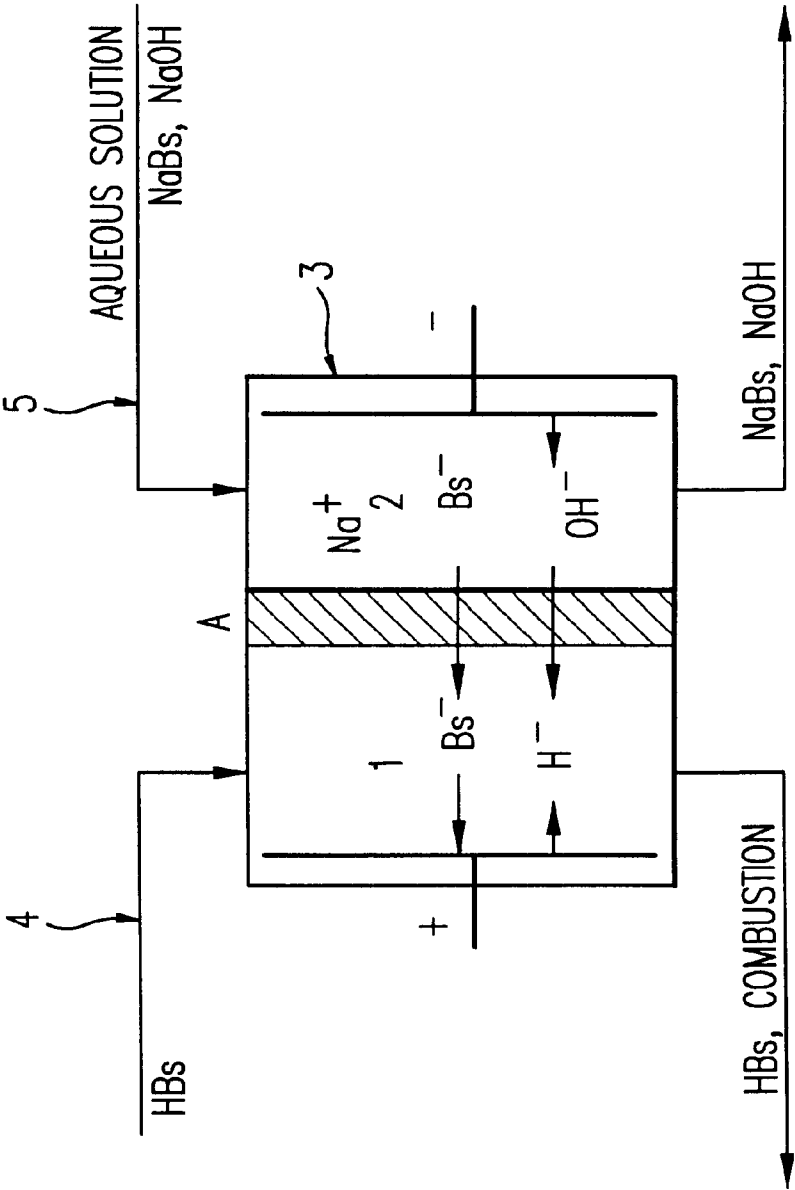 4
HBs
5
AQUEOUS SOLUTION
NaBs, NaOH
A
3
+
−
1
Na⁺
2
Bs⁻
Bs⁻
H⁻
OH⁻
HBs, COMBUSTION
NaBs, NaOH